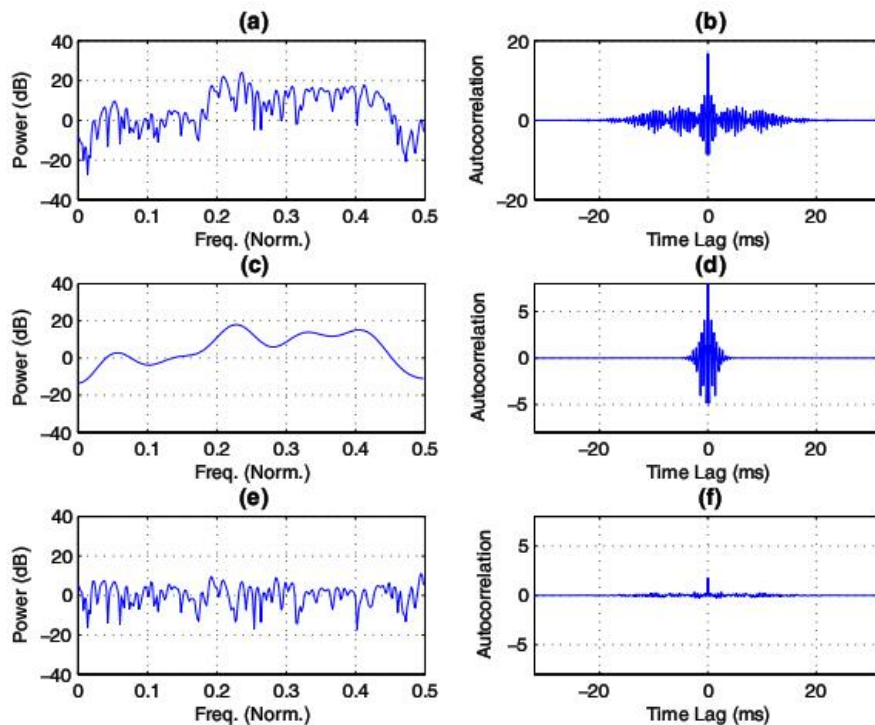 (a)
Power (dB)
40
20
0
−20
−40
0
0.1
0.2
0.3
0.4
0.5
Freq. (Norm.)
(b)
Autocorrelation
20
0
−20
−20
0
20
Time Lag (ms)
(c)
Power (dB)
40
20
0
−20
−40
0
0.1
0.2
0.3
0.4
0.5
Freq. (Norm.)
(d)
Autocorrelation
5
0
−5
−20
0
20
Time Lag (ms)
(e)
Power (dB)
40
20
0
−20
−40
0
0.1
0.2
0.3
0.4
0.5
Freq. (Norm.)
(f)
Autocorrelation
5
0
−5
−20
0
20
Time Lag (ms)